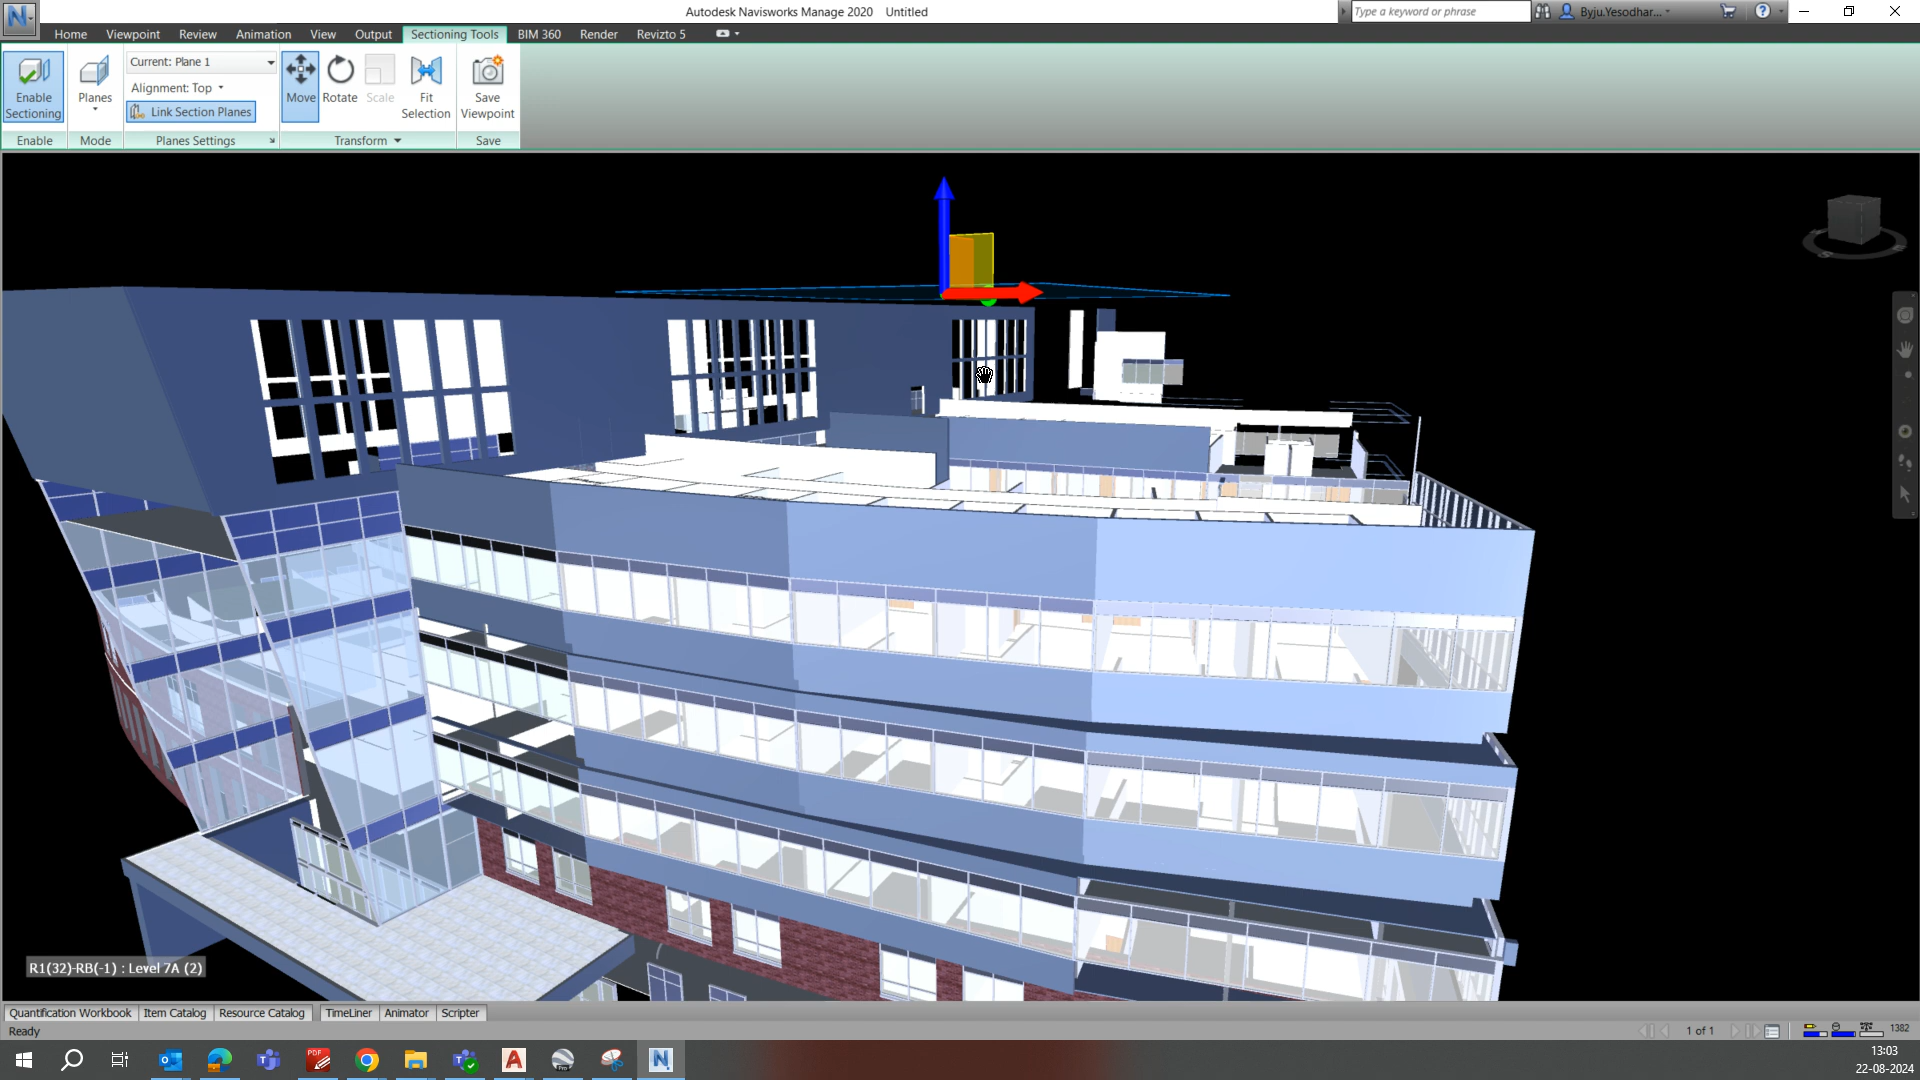 Autodesk Navisworks Manage 2020 Untitled
Type a keyword or phrase
Byju.Yesodhar...
Home Viewpoint Review Animation View Output Sectioning Tools BIM 360 Render Revizto 5
Enable Sectioning
Planes
Current: Plane 1
Alignment: Top
Link Section Planes
Move
Rotate
Scale
Fit Selection
Save Viewpoint
Enable Mode Planes Settings Transform Save
R1(32)-RB(-1) : Level 7A (2)
Quantification Workbook Item Catalog Resource Catalog TimeLiner Animator Scripter
Ready
1 of 1
1382
PDF
Pro
13:03
22-08-2024